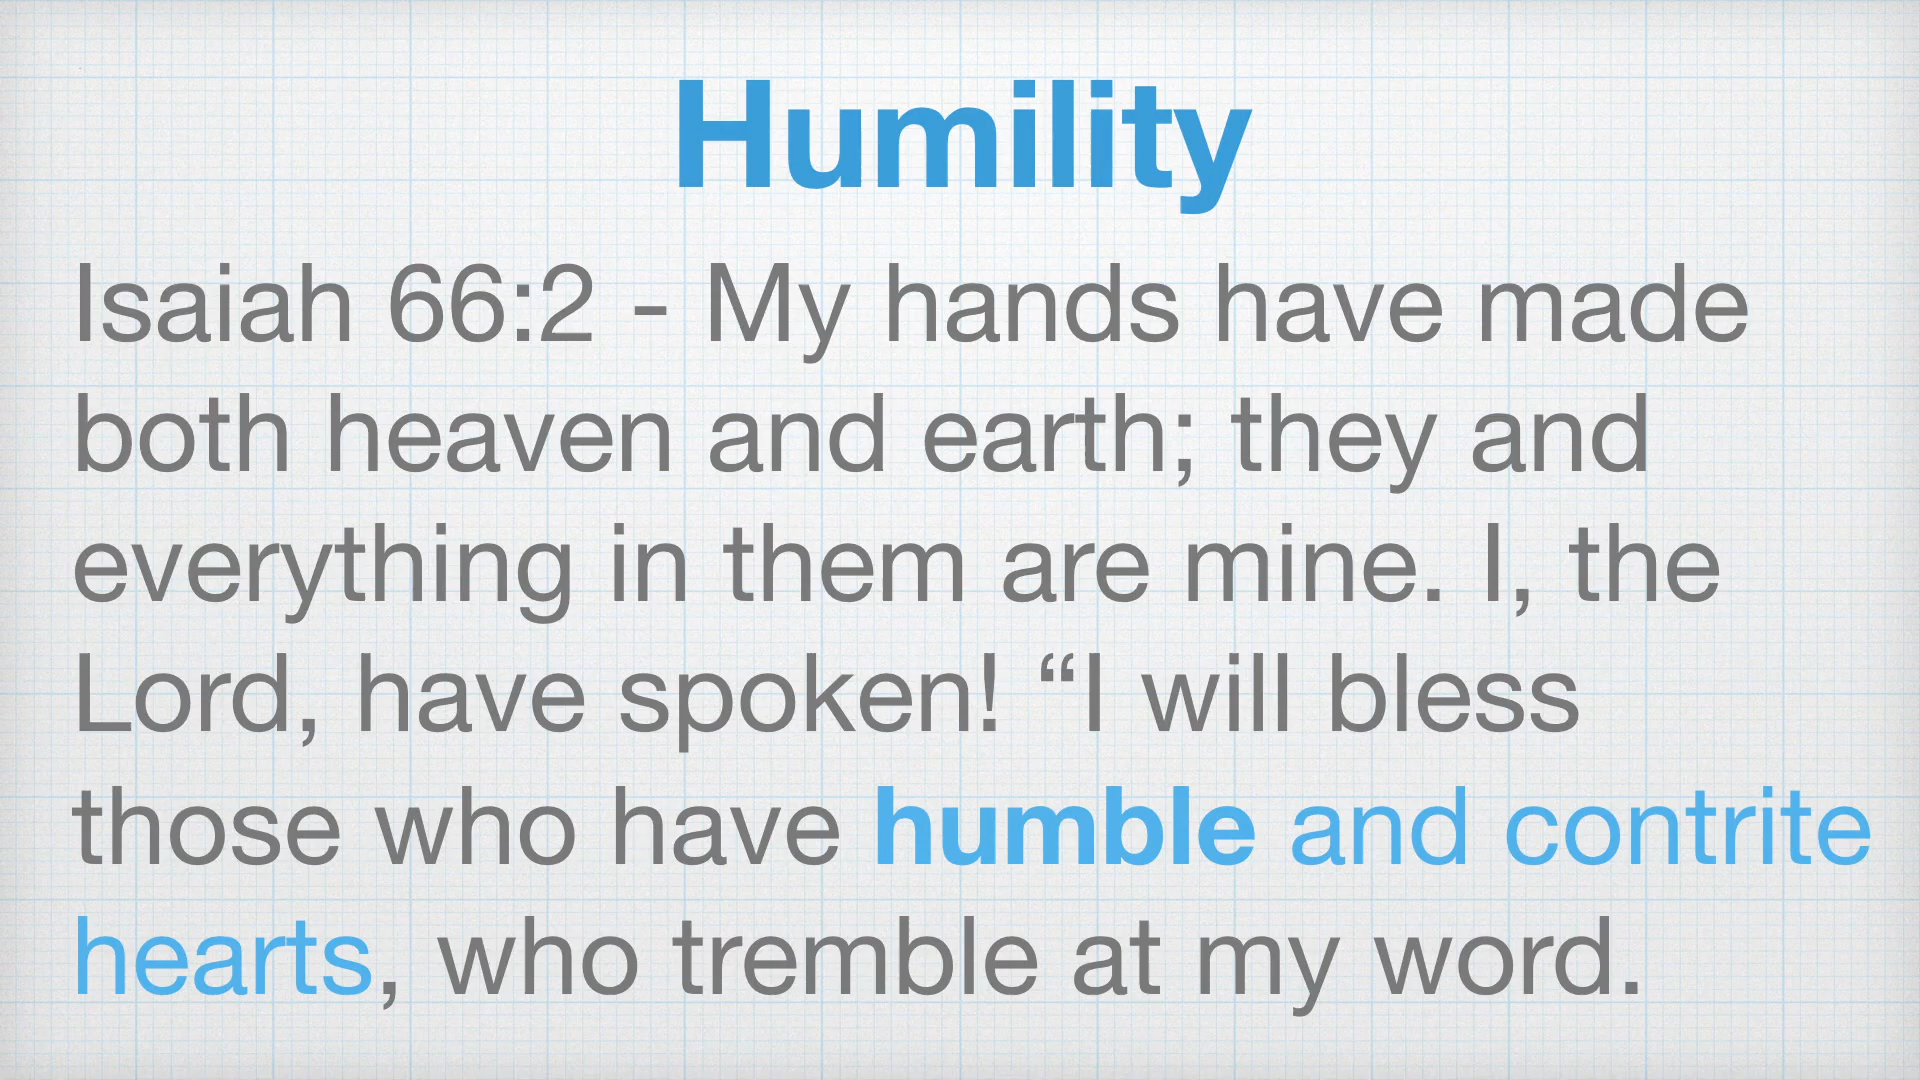 Humility
Isaiah 66:2 - My hands have made
both heaven and earth; they and
everything in them are mine. I, the
Lord, have spoken! “I will bless
those who have humble and contrite
hearts, who tremble at my word.